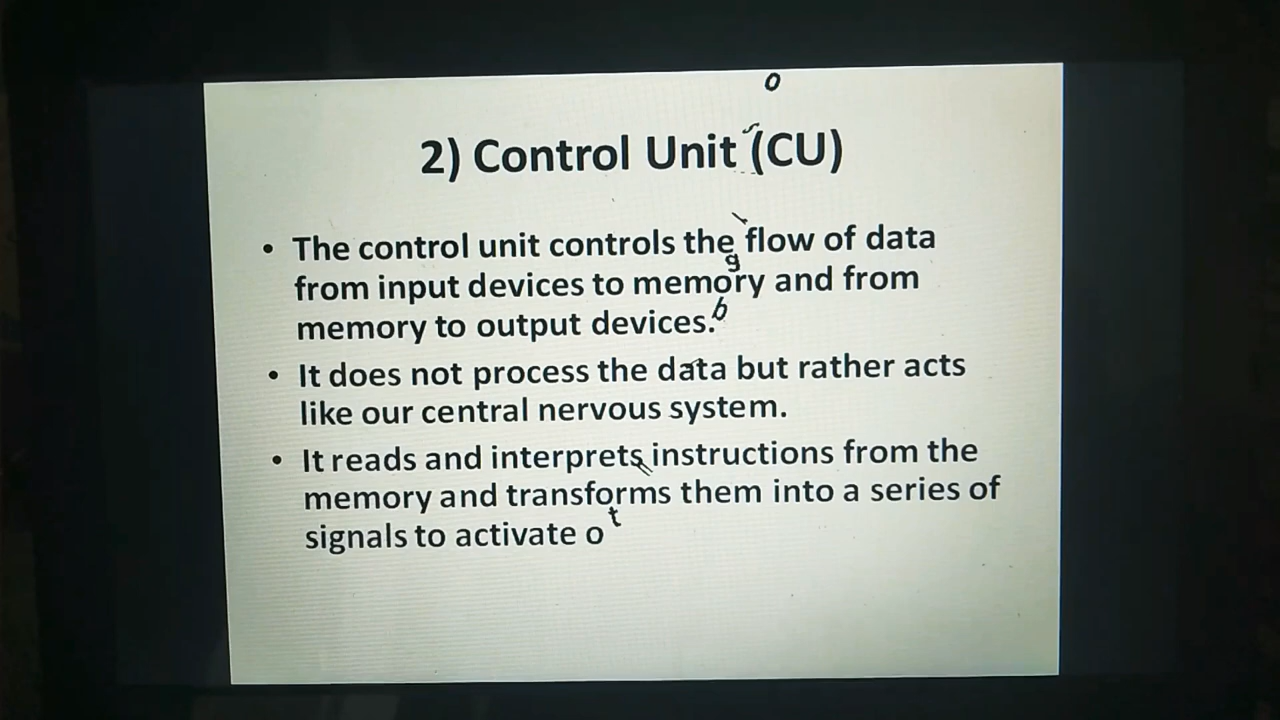 2) Control Unit (CU)
• The control unit controls the flow of data
from input devices to memory and from
memory to output devices.
• It does not process the data but rather acts
like our central nervous system.
• It reads and interprets instructions from the
memory and transforms them into a series of
signals to activate o